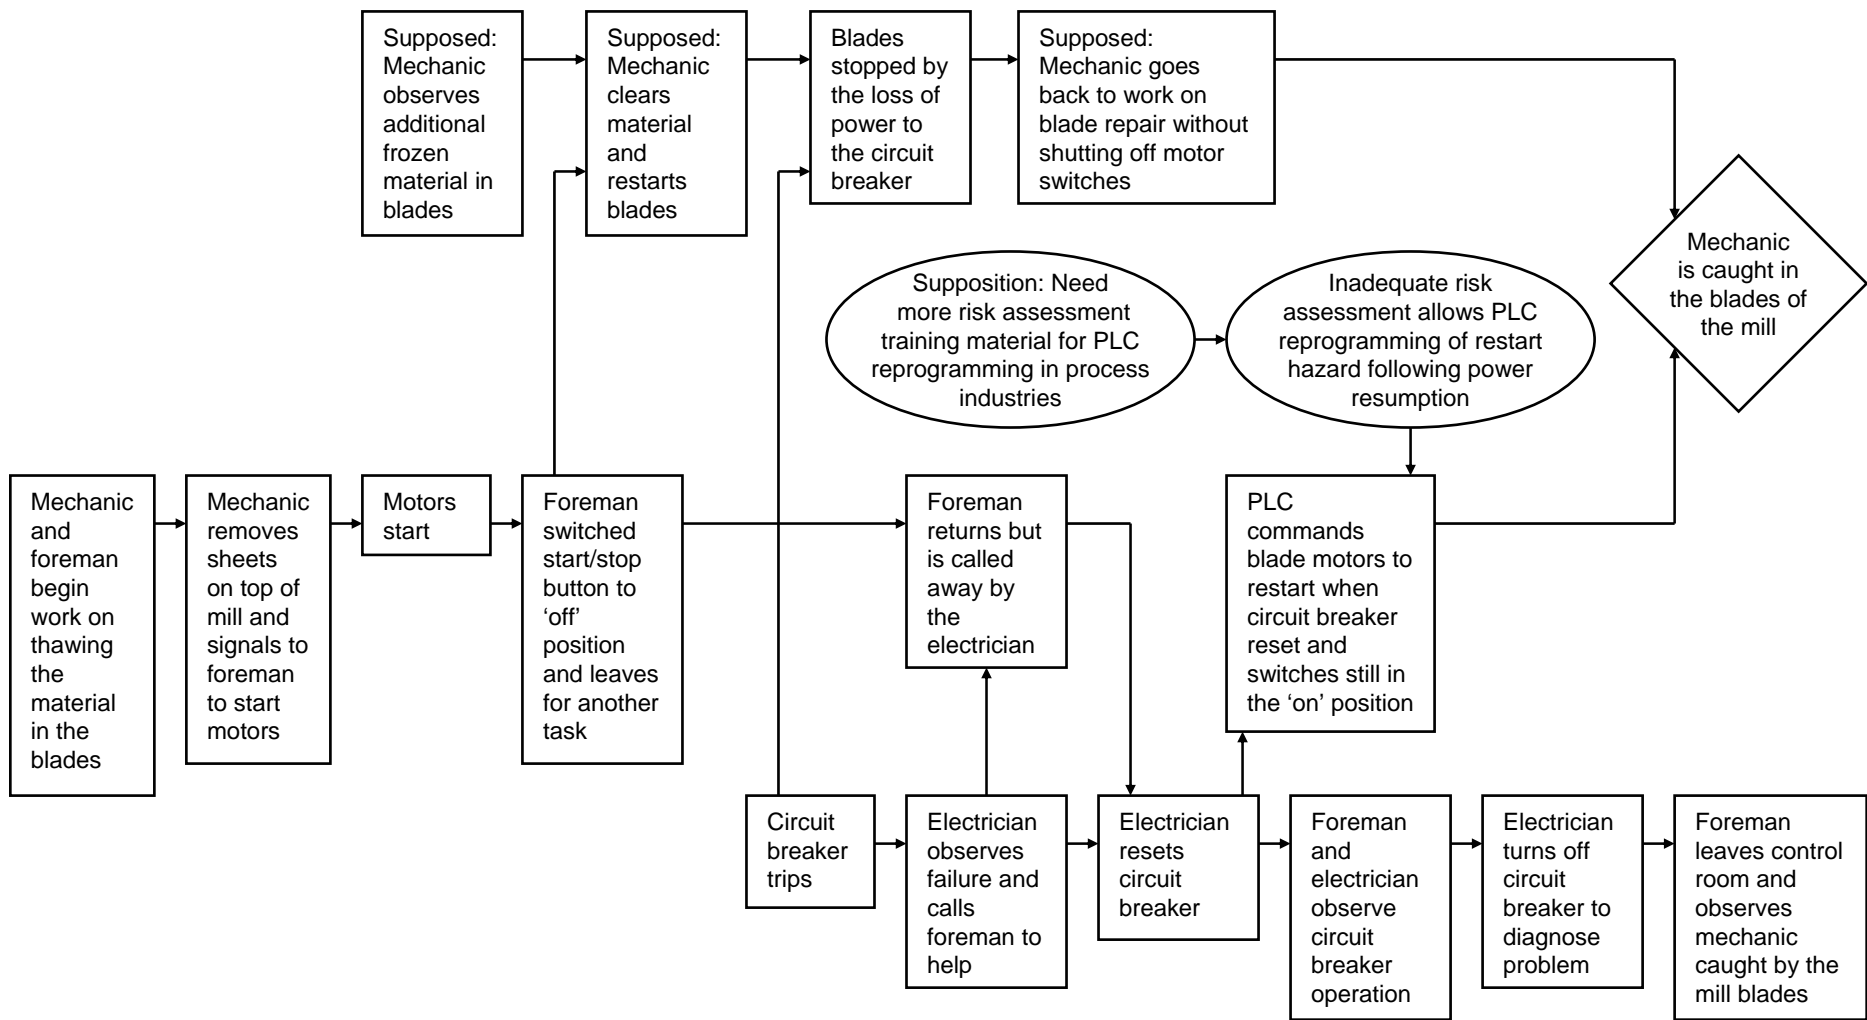 Supposed:
Mechanic
observes
additional
frozen
material in
blades
Supposed:
Mechanic
clears
material
and
restarts
blades
Blades
stopped by
the loss of
power to
the circuit
breaker
Supposed:
Mechanic goes
back to work on
blade repair without
shutting off motor
switches
Mechanic
is caught in
the blades of
the mill
Supposition: Need
more risk assessment
training material for PLC
reprogramming in process
industries
Inadequate risk
assessment allows PLC
reprogramming of restart
hazard following power
resumption
Mechanic
and
foreman
begin
work on
thawing
the
material
in the
blades
Mechanic
removes
sheets
on top of
mill and
signals to
foreman
to start
motors
Motors
start
Foreman
switched
start/stop
button to
‘off’
position
and leaves
for another
task
Foreman
returns but
is called
away by
the
electrician
PLC
commands
blade motors to
restart when
circuit breaker
reset and
switches still in
the ‘on’ position
Circuit
breaker
trips
Electrician
observes
failure and
calls
foreman to
help
Electrician
resets
circuit
breaker
Foreman
and
electrician
observe
circuit
breaker
operation
Electrician
turns off
circuit
breaker to
diagnose
problem
Foreman
leaves control
room and
observes
mechanic
caught by the
mill blades